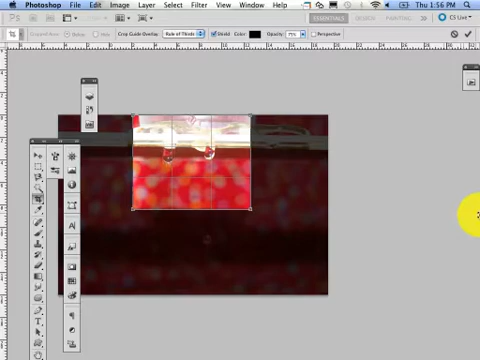 Photoshop File Edit Image Layer Select Filter View Window Help Thu 1:56 PM
ESSENTIALS DESIGN PAINTING CS Live
Crop Guide Overlay: Rule of Thirds Shield Color: Opacity: 75% Perspective